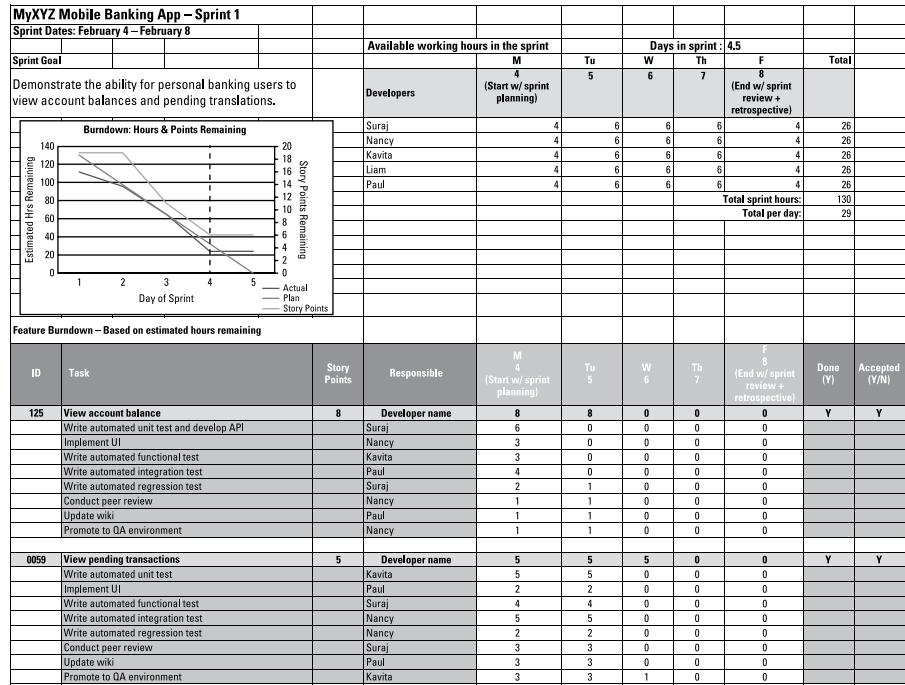 MyXYZ Mobile Banking App – Sprint 1
Sprint Dates: February 4 – February 8
Available working hours in the sprint Days in sprint : 4.5
Sprint Goal M Tu W Th F Total
Demonstrate the ability for personal banking users to
view account balances and pending translations.
Developers 4 (Start w/ sprint planning) 5 6 7 8 (End w/ sprint review + retrospective)
Suraj 4 6 6 6 4 26
Nancy 4 6 6 6 4 26
Kavita 4 6 6 6 4 26
Liam 4 6 6 6 4 26
Paul 4 6 6 6 4 26
Total sprint hours: 130
Total per day: 29
Burndown: Hours & Points Remaining
Estimated Hrs Remaining
140
120
100
80
60
40
20
0
20
18
16
14
12
10
8
6
4
2
0
Story Points Remaining
1 2 3 4 5
Day of Sprint
Actual
Plan
Story Points
Feature Burndown – Based on estimated hours remaining
ID Task Story Points Responsible M 4 (Start w/ sprint planning) Tu 5 W 6 Th 7 F 8 (End w/ sprint review + retrospective) Done (Y) Accepted (Y/N)
125 View account balance 8 Developer name 8 8 0 0 0 Y Y
Write automated unit test and develop API Suraj 6 0 0 0 0
Implement UI Nancy 3 0 0 0 0
Write automated functional test Kavita 3 0 0 0 0
Write automated integration test Paul 4 0 0 0 0
Write automated regression test Suraj 2 1 0 0 0
Conduct peer review Nancy 1 1 0 0 0
Update wiki Paul 1 1 0 0 0
Promote to QA environment Nancy 1 1 0 0 0
0059 View pending transactions 5 Developer name 5 5 5 0 0 Y Y
Write automated unit test Kavita 5 5 0 0 0
Implement UI Paul 2 2 0 0 0
Write automated functional test Suraj 4 4 0 0 0
Write automated integration test Nancy 5 5 0 0 0
Write automated regression test Nancy 2 2 0 0 0
Conduct peer review Suraj 3 3 0 0 0
Update wiki Paul 3 3 0 0 0
Promote to QA environment Kavita 3 3 1 0 0